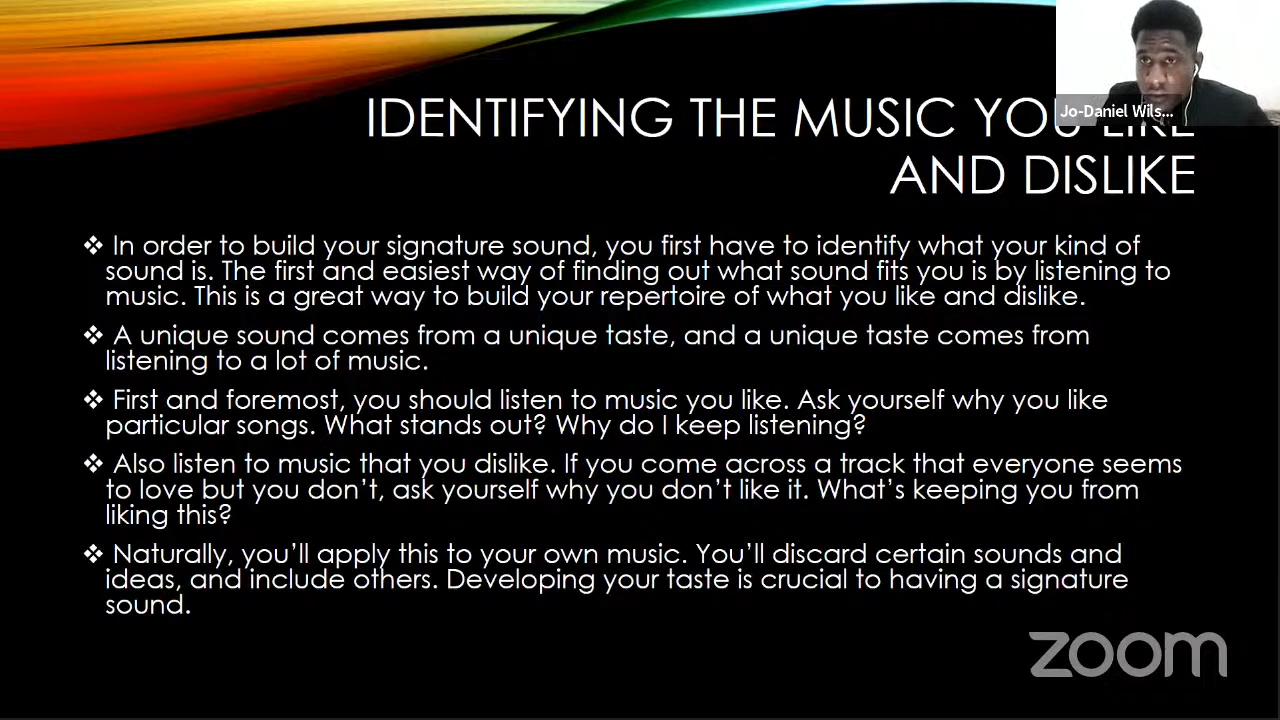 IDENTIFYING THE MUSIC YOU LIKE
AND DISLIKE
Jo-Daniel Wils...
❖ In order to build your signature sound, you first have to identify what your kind of
sound is. The first and easiest way of finding out what sound fits you is by listening to
music. This is a great way to build your repertoire of what you like and dislike.
❖ A unique sound comes from a unique taste, and a unique taste comes from
listening to a lot of music.
❖ First and foremost, you should listen to music you like. Ask yourself why you like
particular songs. What stands out? Why do I keep listening?
❖ Also listen to music that you dislike. If you come across a track that everyone seems
to love but you don’t, ask yourself why you don’t like it. What’s keeping you from
liking this?
❖ Naturally, you’ll apply this to your own music. You’ll discard certain sounds and
ideas, and include others. Developing your taste is crucial to having a signature
sound.
zoom